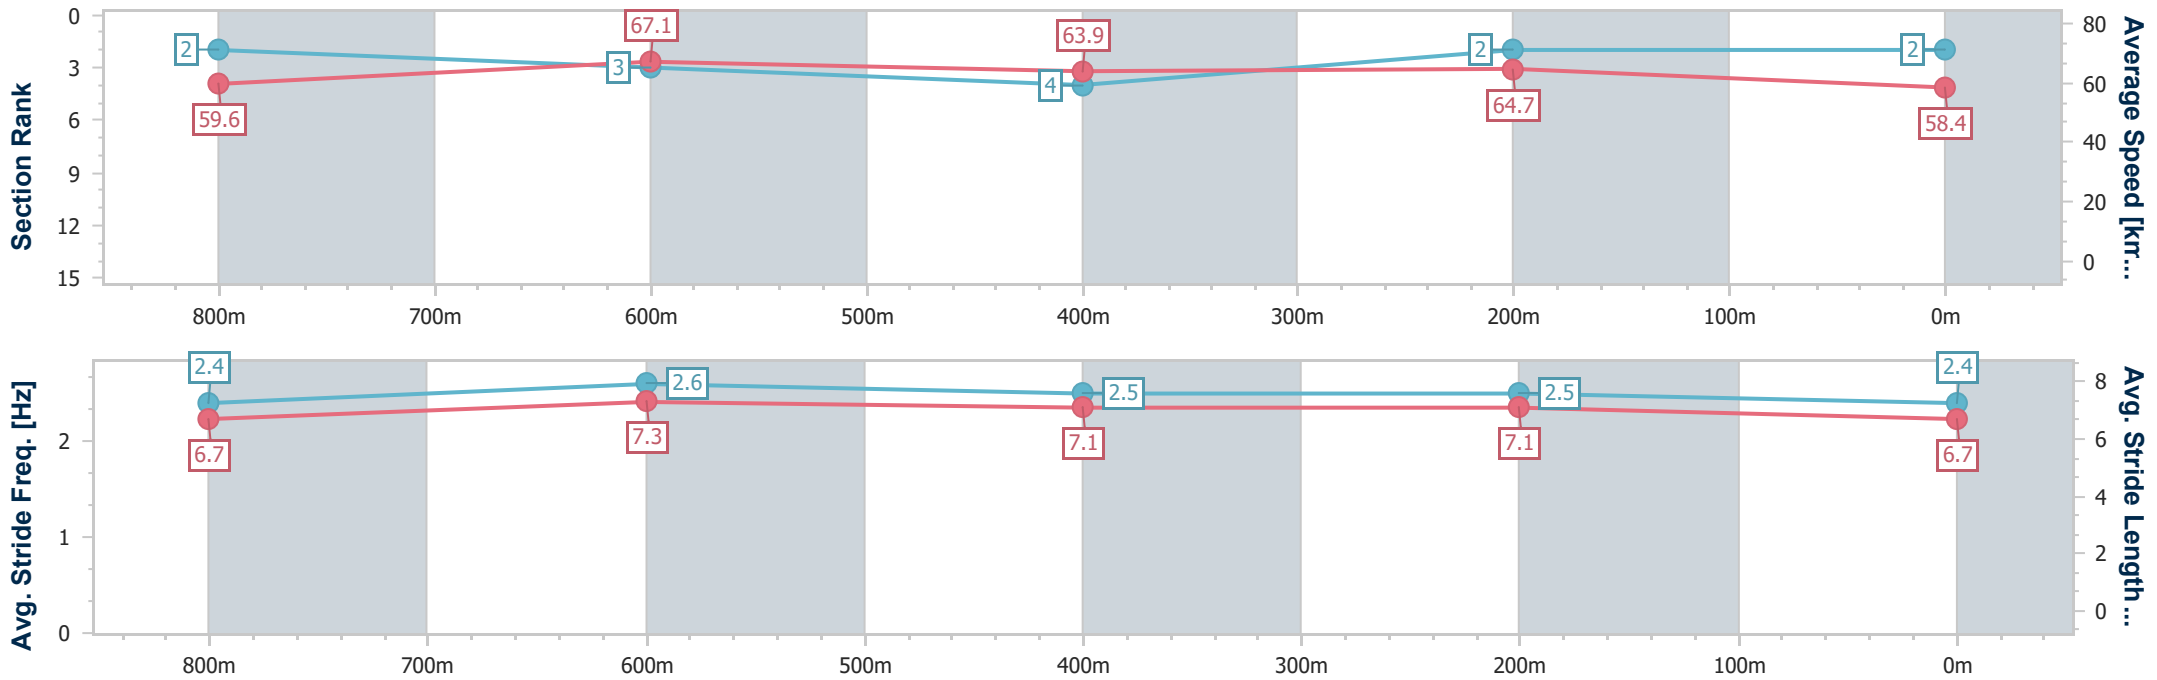 Section Rank
0
3
6
9
12
15
2
3
4
2
2
59.6
67.1
63.9
64.7
58.4
80
60
40
20
0
Average Speed [km...
800m
700m
600m
500m
400m
300m
200m
100m
0m
Avg. Stride Freq. [Hz]
2
1
0
2.4
2.6
2.5
2.5
2.4
6.7
7.3
7.1
7.1
6.7
8
6
4
2
0
Avg. Stride Length ...
800m
700m
600m
500m
400m
300m
200m
100m
0m